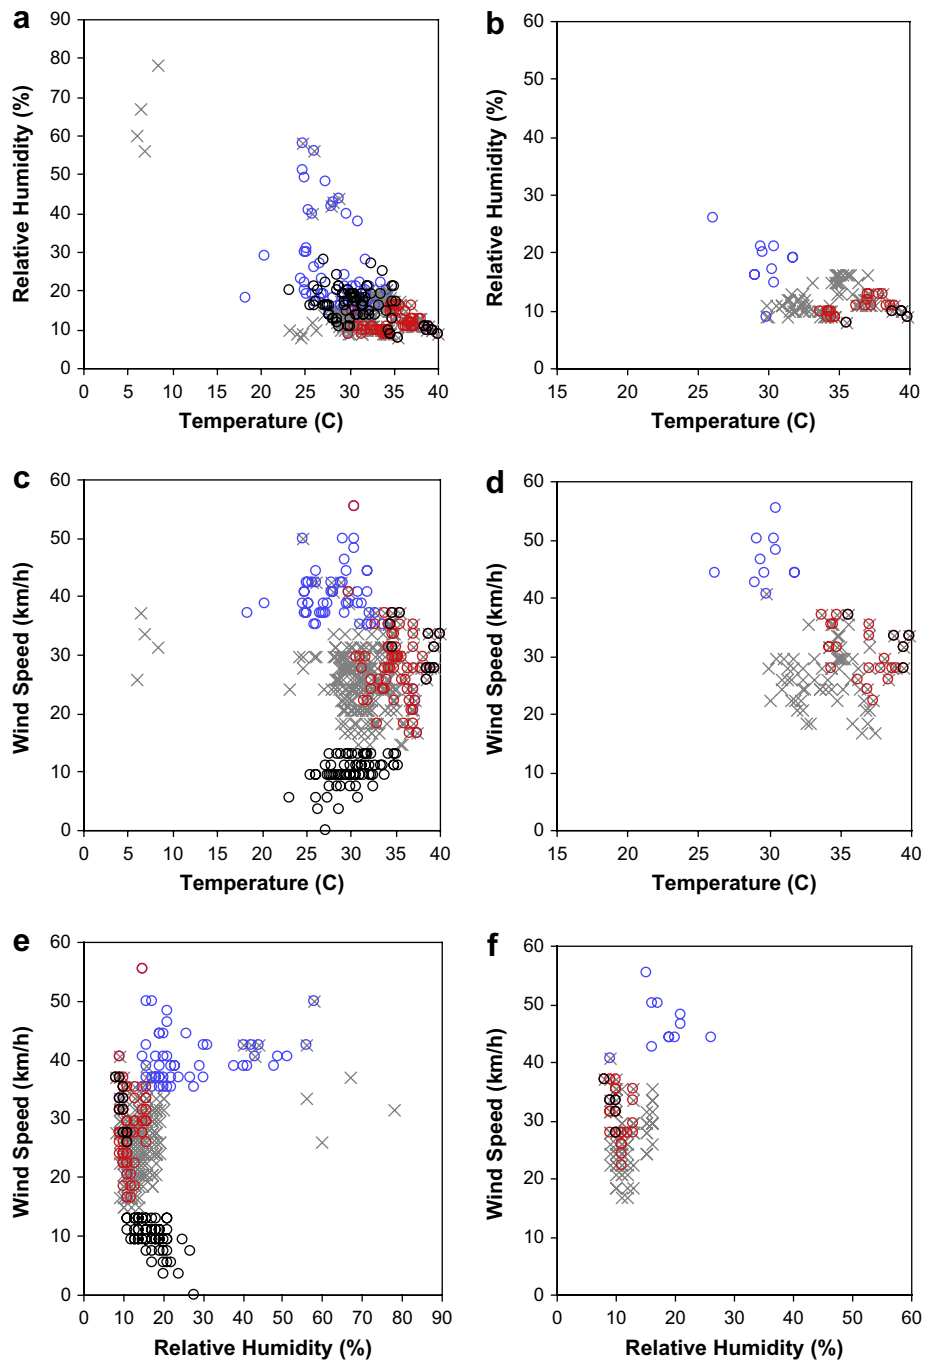 a
90
80
70
60
50
40
30
20
10
0
0 5 10 15 20 25 30 35 40
Temperature (C)
Relative Humidity (%)
b
60
50
40
30
20
10
0
15 15 20 25 30 35 40
Temperature (C)
Relative Humidity (%)
c
60
50
40
30
20
10
0
0 5 10 15 20 25 30 35 40
Temperature (C)
Wind Speed (km/h)
d
60
50
40
30
20
10
0
15 15 20 25 30 35 40
Temperature (C)
Wind Speed (km/h)
e
60
50
40
30
20
10
0
0 10 20 30 40 50 60 70 80 90
Relative Humidity (%)
Wind Speed (km/h)
f
60
50
40
30
20
10
0
0 10 20 30 40 50 60
Relative Humidity (%)
Wind Speed (km/h)